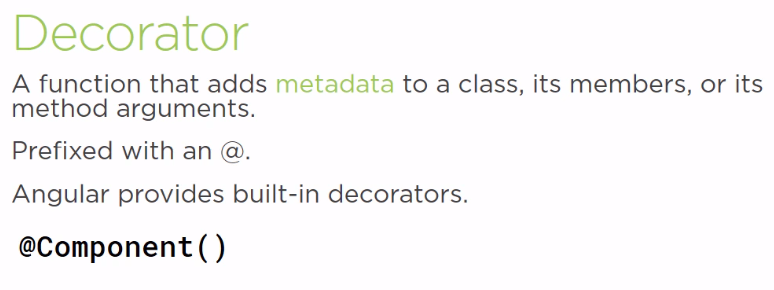 Decorator
A function that adds metadata to a class, its members, or its
method arguments.
Prefixed with an @.
Angular provides built-in decorators.
@Component()